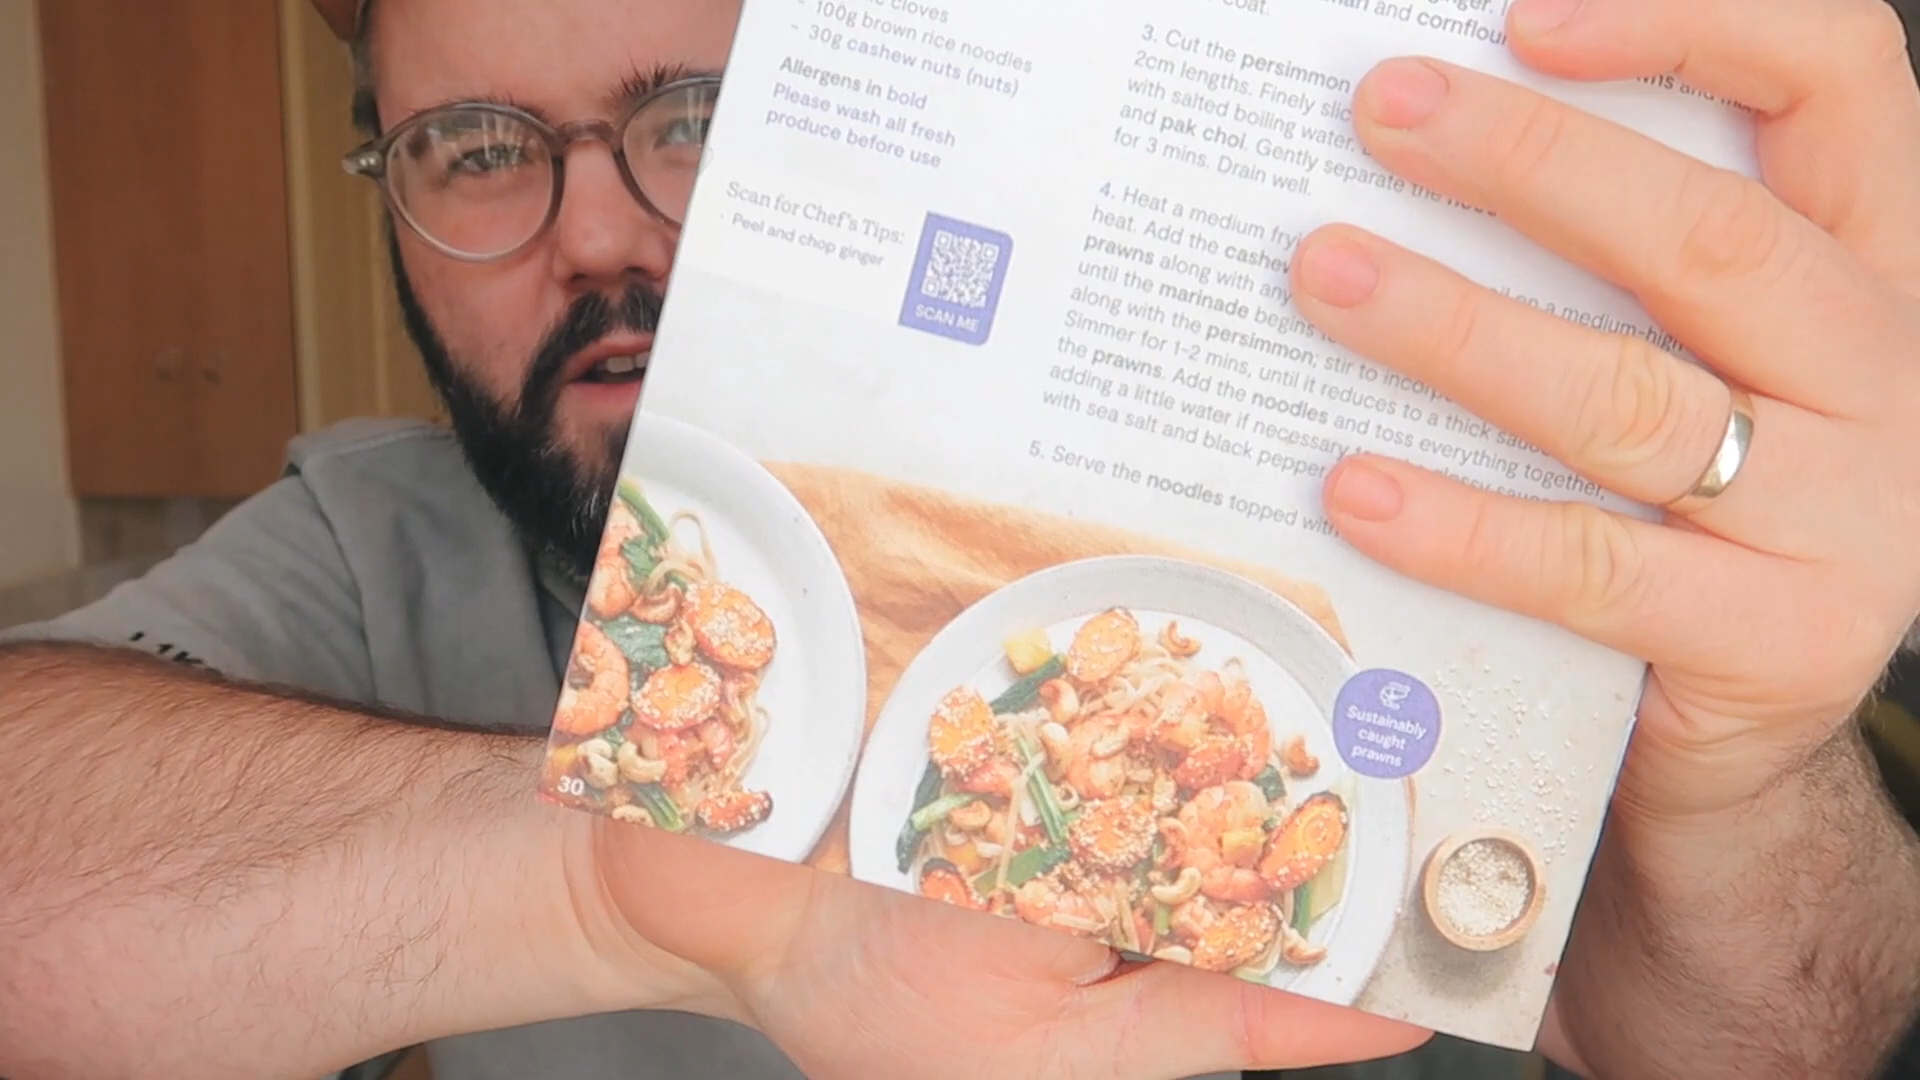 cloves
- 100g brown rice noodles
- 30g cashew nuts (nuts)
Allergens in bold
Please wash all fresh
produce before use
Scan for Chef's Tips:
· Peel and chop ginger
SCAN ME
coat.
and cornflour
3. Cut the persimmon
2cm lengths. Finely slic
with salted boiling water.
and pak choi. Gently separate the
for 3 mins. Drain well.
4. Heat a medium fryi
on a medium-high
heat. Add the cashew
prawns along with any
until the marinade begins
along with the persimmon; stir to incorp
Simmer for 1-2 mins, until it reduces to a thick sauc
the prawns. Add the noodles and toss everything together,
adding a little water if necessary
with sea salt and black pepper
5. Serve the noodles topped with
Sustainably
caught
prawns
30